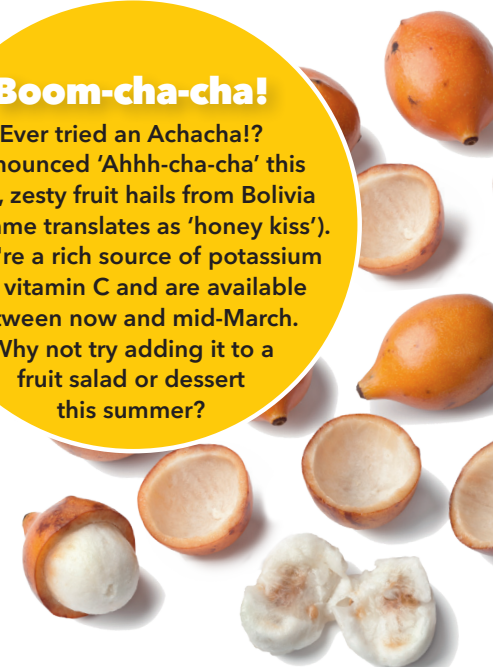 Boom-cha-cha!
Ever tried an Achacha!?
nounced 'Ahhh-cha-cha' this
, zesty fruit hails from Bolivia
me translates as 'honey kiss').
're a rich source of potassium
vitamin C and are available
tween now and mid-March.
Why not try adding it to a
fruit salad or dessert
this summer?